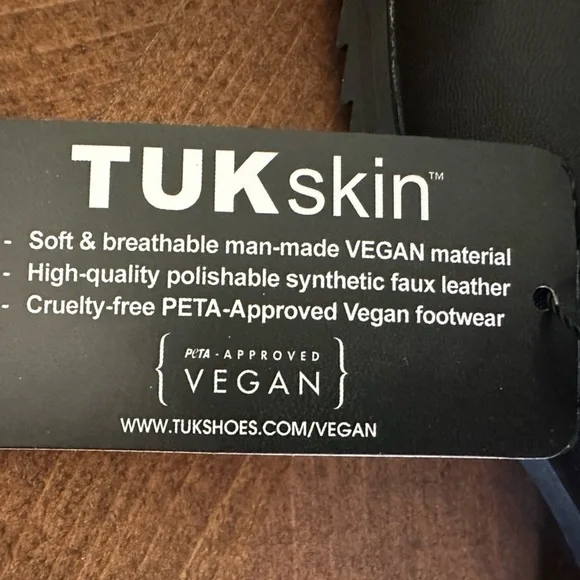 TUKskin™
- Soft & breathable man-made VEGAN material
- High-quality polishable synthetic faux leather
- Cruelty-free PETA-Approved Vegan footwear
PETA - APPROVED
VEGAN
WWW.TUKSHOES.COM/VEGAN